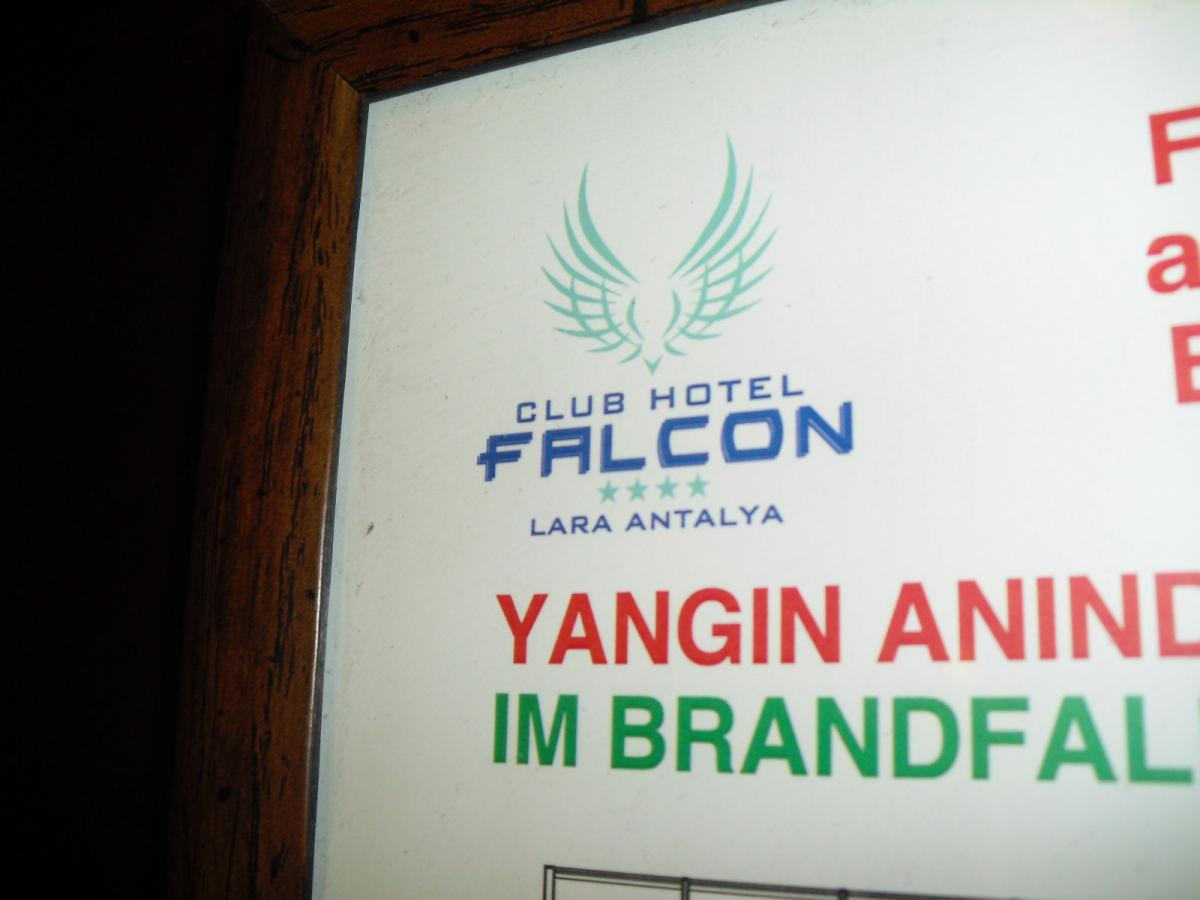 CLUB HOTEL
FALCON
LARA ANTALYA
YANGIN ANIND
IM BRANDFAL
F
a
E